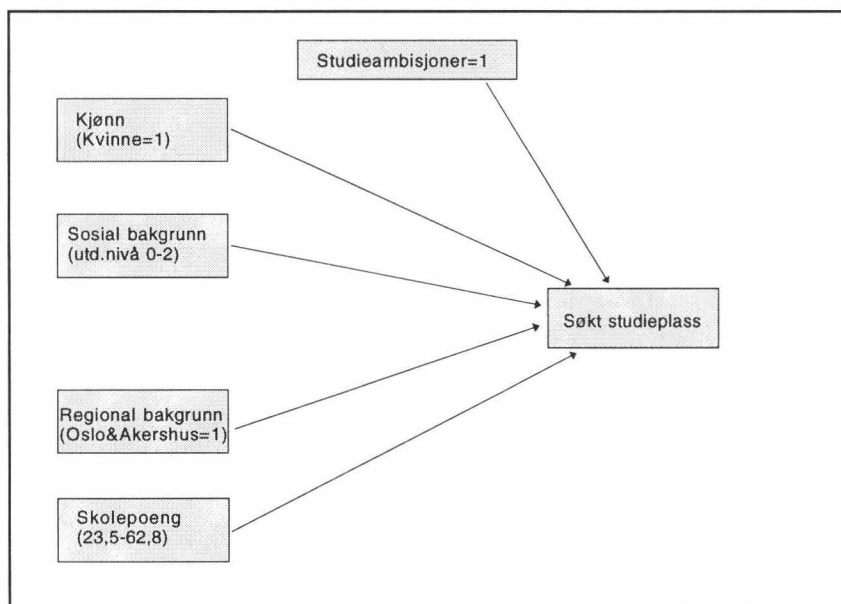 Studieambisjoner=1
Kjønn
(Kvinne=1)
Sosial bakgrunn
(utd.nivå 0-2)
Søkt studieplass
Regional bakgrunn
(Oslo&Akershus=1)
Skolepoeng
(23,5-62,8)